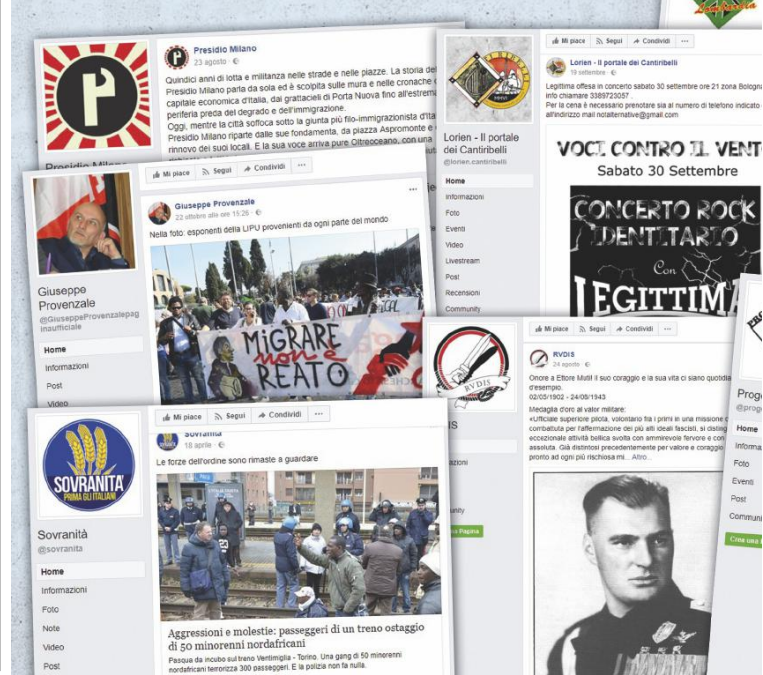 Lombardia
Presidio Milano
23 agosto
Quindici anni di lotta e militanza nelle strade e nelle piazze. La storia del
Presidio Milano parla da sola ed è scolpita sulle mura e nelle cronache
capitale economica d'Italia, dai grattacieli di Porta Nuova fino all'estrema
periferia preda del degrado e dell'immigrazione.
Oggi, mentre la città soffoca sotto la giunta più filo-immigrazionista d'Ita
Presidio Milano riparte dalle sue fondamenta, da piazza Aspromonte e
rinnovo dei suoi locali. E la sua voce arriva pure Oltreoceano, con una
Presidio Milano
Mi piace Segui Condividi ...
Giuseppe Provenzale
22 ottobre alle ore 15:26
Nella foto: esponenti della LIPU provenienti da ogni parte del mondo
MIGRARE
non è
REATO
Giuseppe
Provenzale
@GiuseppeProvenzalepag
inaufficiale
Home
Informazioni
Post
Video
Mi piace Segui Condividi ...
Lorien - Il portale dei Cantiribelli
19 settembre
Legittima offesa in concerto sabato 30 settembre ore 21 zona Bologna
Info chiamare 3389723057
Per la cena è necessario prenotare sia al numero di telefono indicato
all'indirizzo mail notalternative@gmail.com
Lorien - Il portale
dei Cantiribelli
@lorien.cantiribelli
Home
Informazioni
Foto
Eventi
Video
Livestream
Post
Recensioni
Community
VOCI CONTRO IL VENTO
Sabato 30 Settembre
CONCERTO ROCK
IDENTITARIO
Con
LEGITTIMA
Mi piace Segui Condividi ...
RVDIS
24 agosto
Onore a Ettore Muti! Il suo coraggio e la sua vita ci siano quotidia
d'esempio.
02/05/1902 - 24/08/1943
Medaglia d'oro al valor militare:
«Ufficiale superiore pilota, volontario fra i primi in una missione
combattuta per l'affermazione dei più alti ideali fascisti, si disting
eccezionale attività bellica svolta con ammirevole fervore e con
assoluta. Già distintosi precedentemente per valore e coraggio
pronto ad ogni più rischiosa mi... Altro...
RVDIS
IS
azioni
unity
una Pagina
Proge
@proge
Home
Informa
Foto
Eventi
Post
Communi
Crea una
Mi piace Segui Condividi ...
Sovranità
18 aprile
Le forze dell'ordine sono rimaste a guardare
SOVRANITÀ
PRIMA GLI ITALIANI
Sovranità
@sovranita
Home
Informazioni
Foto
Note
Video
Post
Aggressioni e molestie: passeggeri di un treno ostaggio
di 50 minorenni nordafricani
Pasqua da incubo sul treno Ventimiglia - Torino. Una gang di 50 minorenni
nordafricani terrorizza 300 passeggeri. E la polizia non fa nulla.